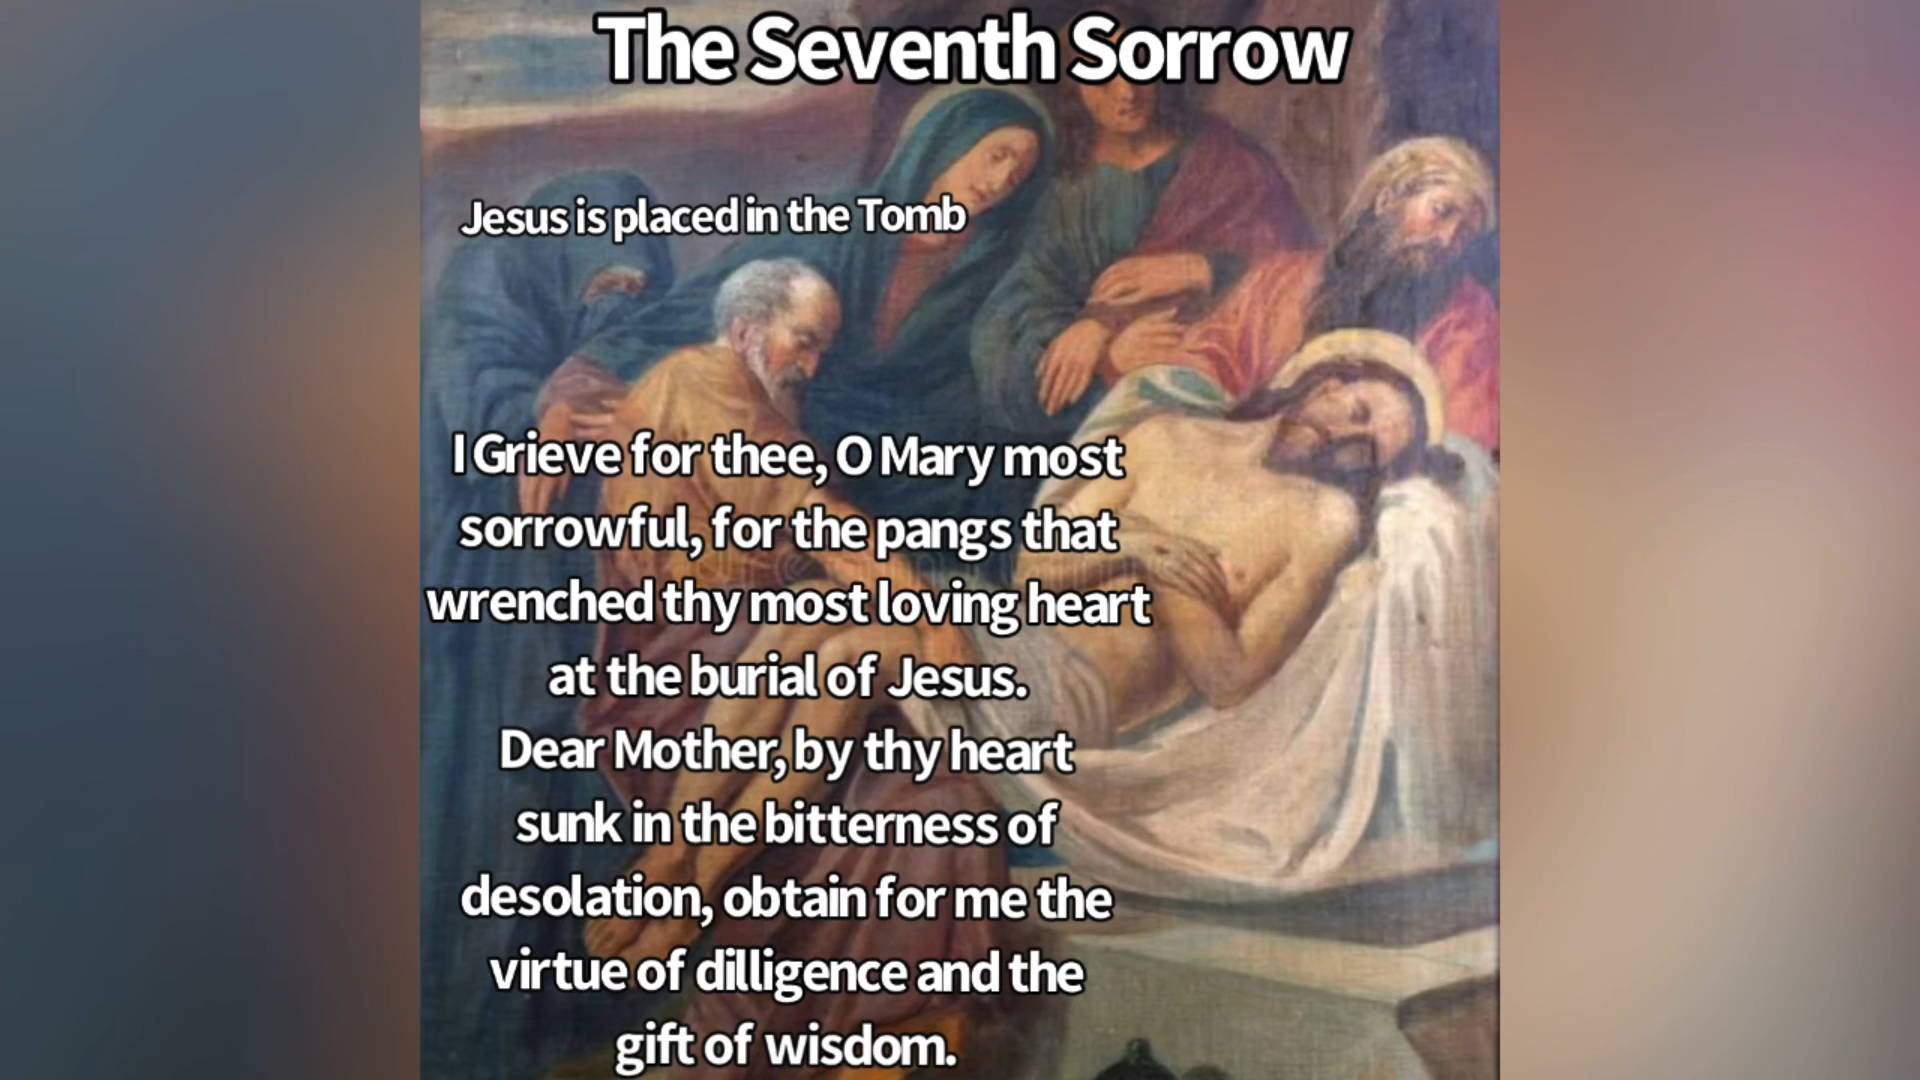 The Seventh Sorrow
Jesus is placed in the Tomb
I Grieve for thee, O Mary most
sorrowful, for the pangs that
wrenched thy most loving heart
at the burial of Jesus.
Dear Mother, by thy heart
sunk in the bitterness of
desolation, obtain for me the
virtue of dilligence and the
gift of wisdom.